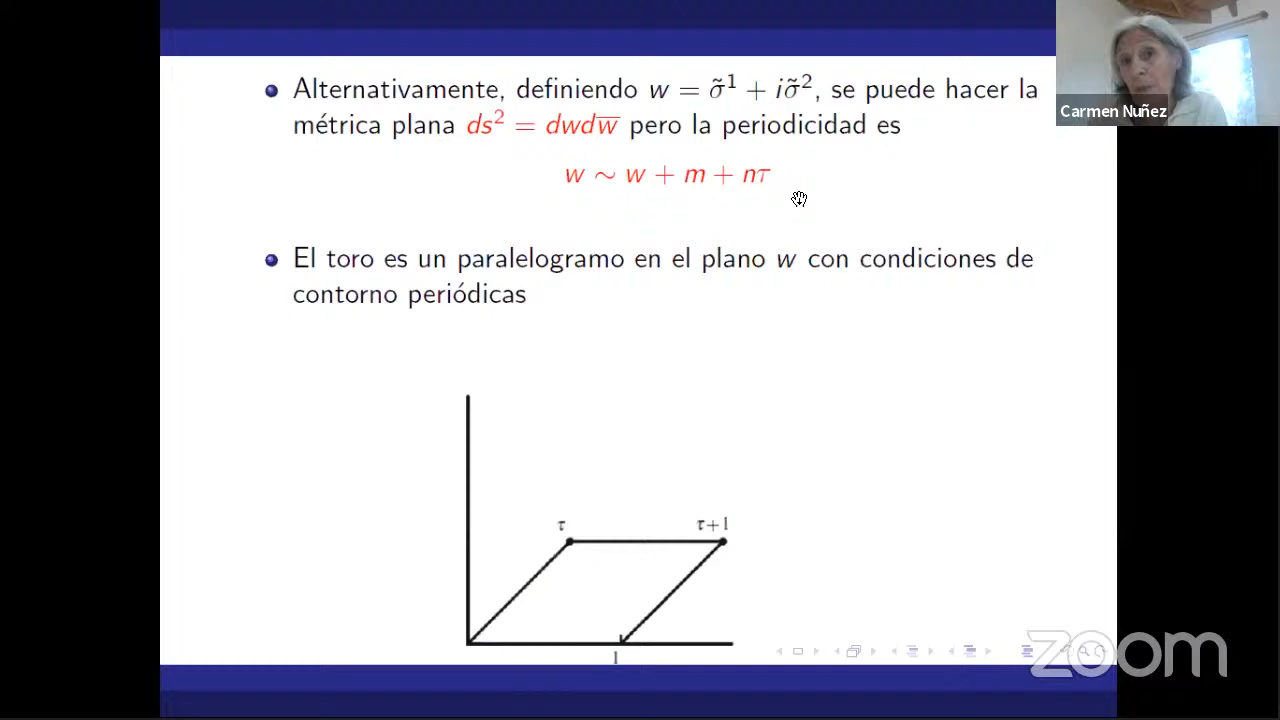 Alternativamente, definiendo w = σ̃¹ + iσ̃², se puede hacer la
métrica plana ds² = dwdw̅ pero la periodicidad es
w ∼ w + m + nτ
El toro es un paralelogramo en el plano w con condiciones de
contorno periódicas
τ
τ+1
1
Carmen Nuñez
zoom